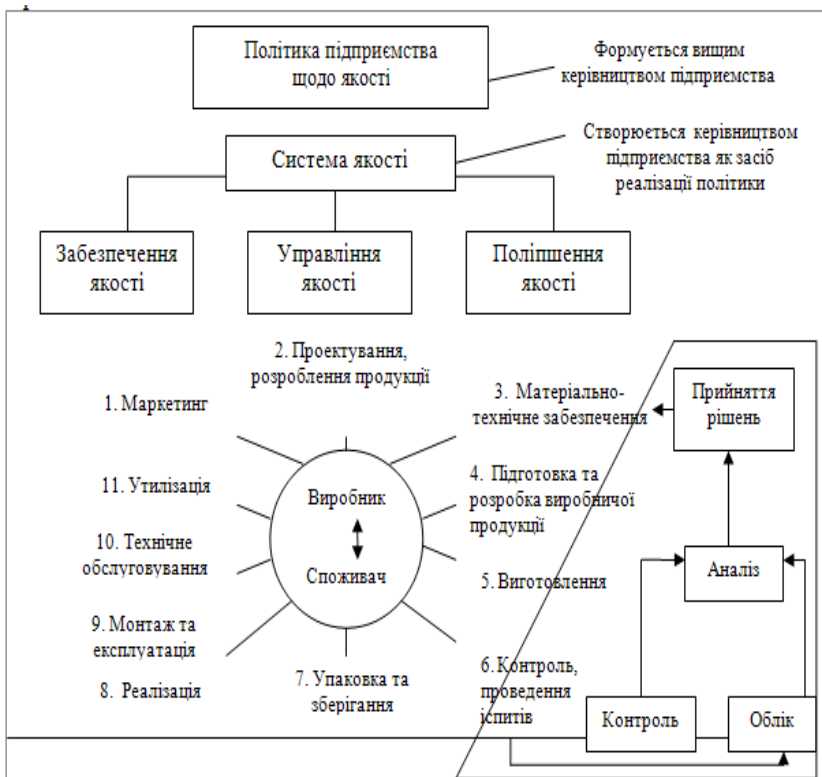 Політика підприємства
щодо якості
Формується вищим
керівництвом підприємства
Система якості
Створюється керівництвом
підприємства як засіб
реалізації політики
Забезпечення
якості
Управління
якості
Поліпшення
якості
2. Проектування,
розроблення продукції
1. Маркетинг
3. Матеріально-
технічне забезпечення
Прийняття
рішень
11. Утилізація
Виробник
4. Підготовка та
розробка виробничої
продукції
10. Технічне
обслуговування
Споживач
5. Виготовлення
Аналіз
9. Монтаж та
експлуатація
8. Реалізація
7. Упаковка та
зберігання
6. Контроль,
проведення
іспитів
Контроль
Облік